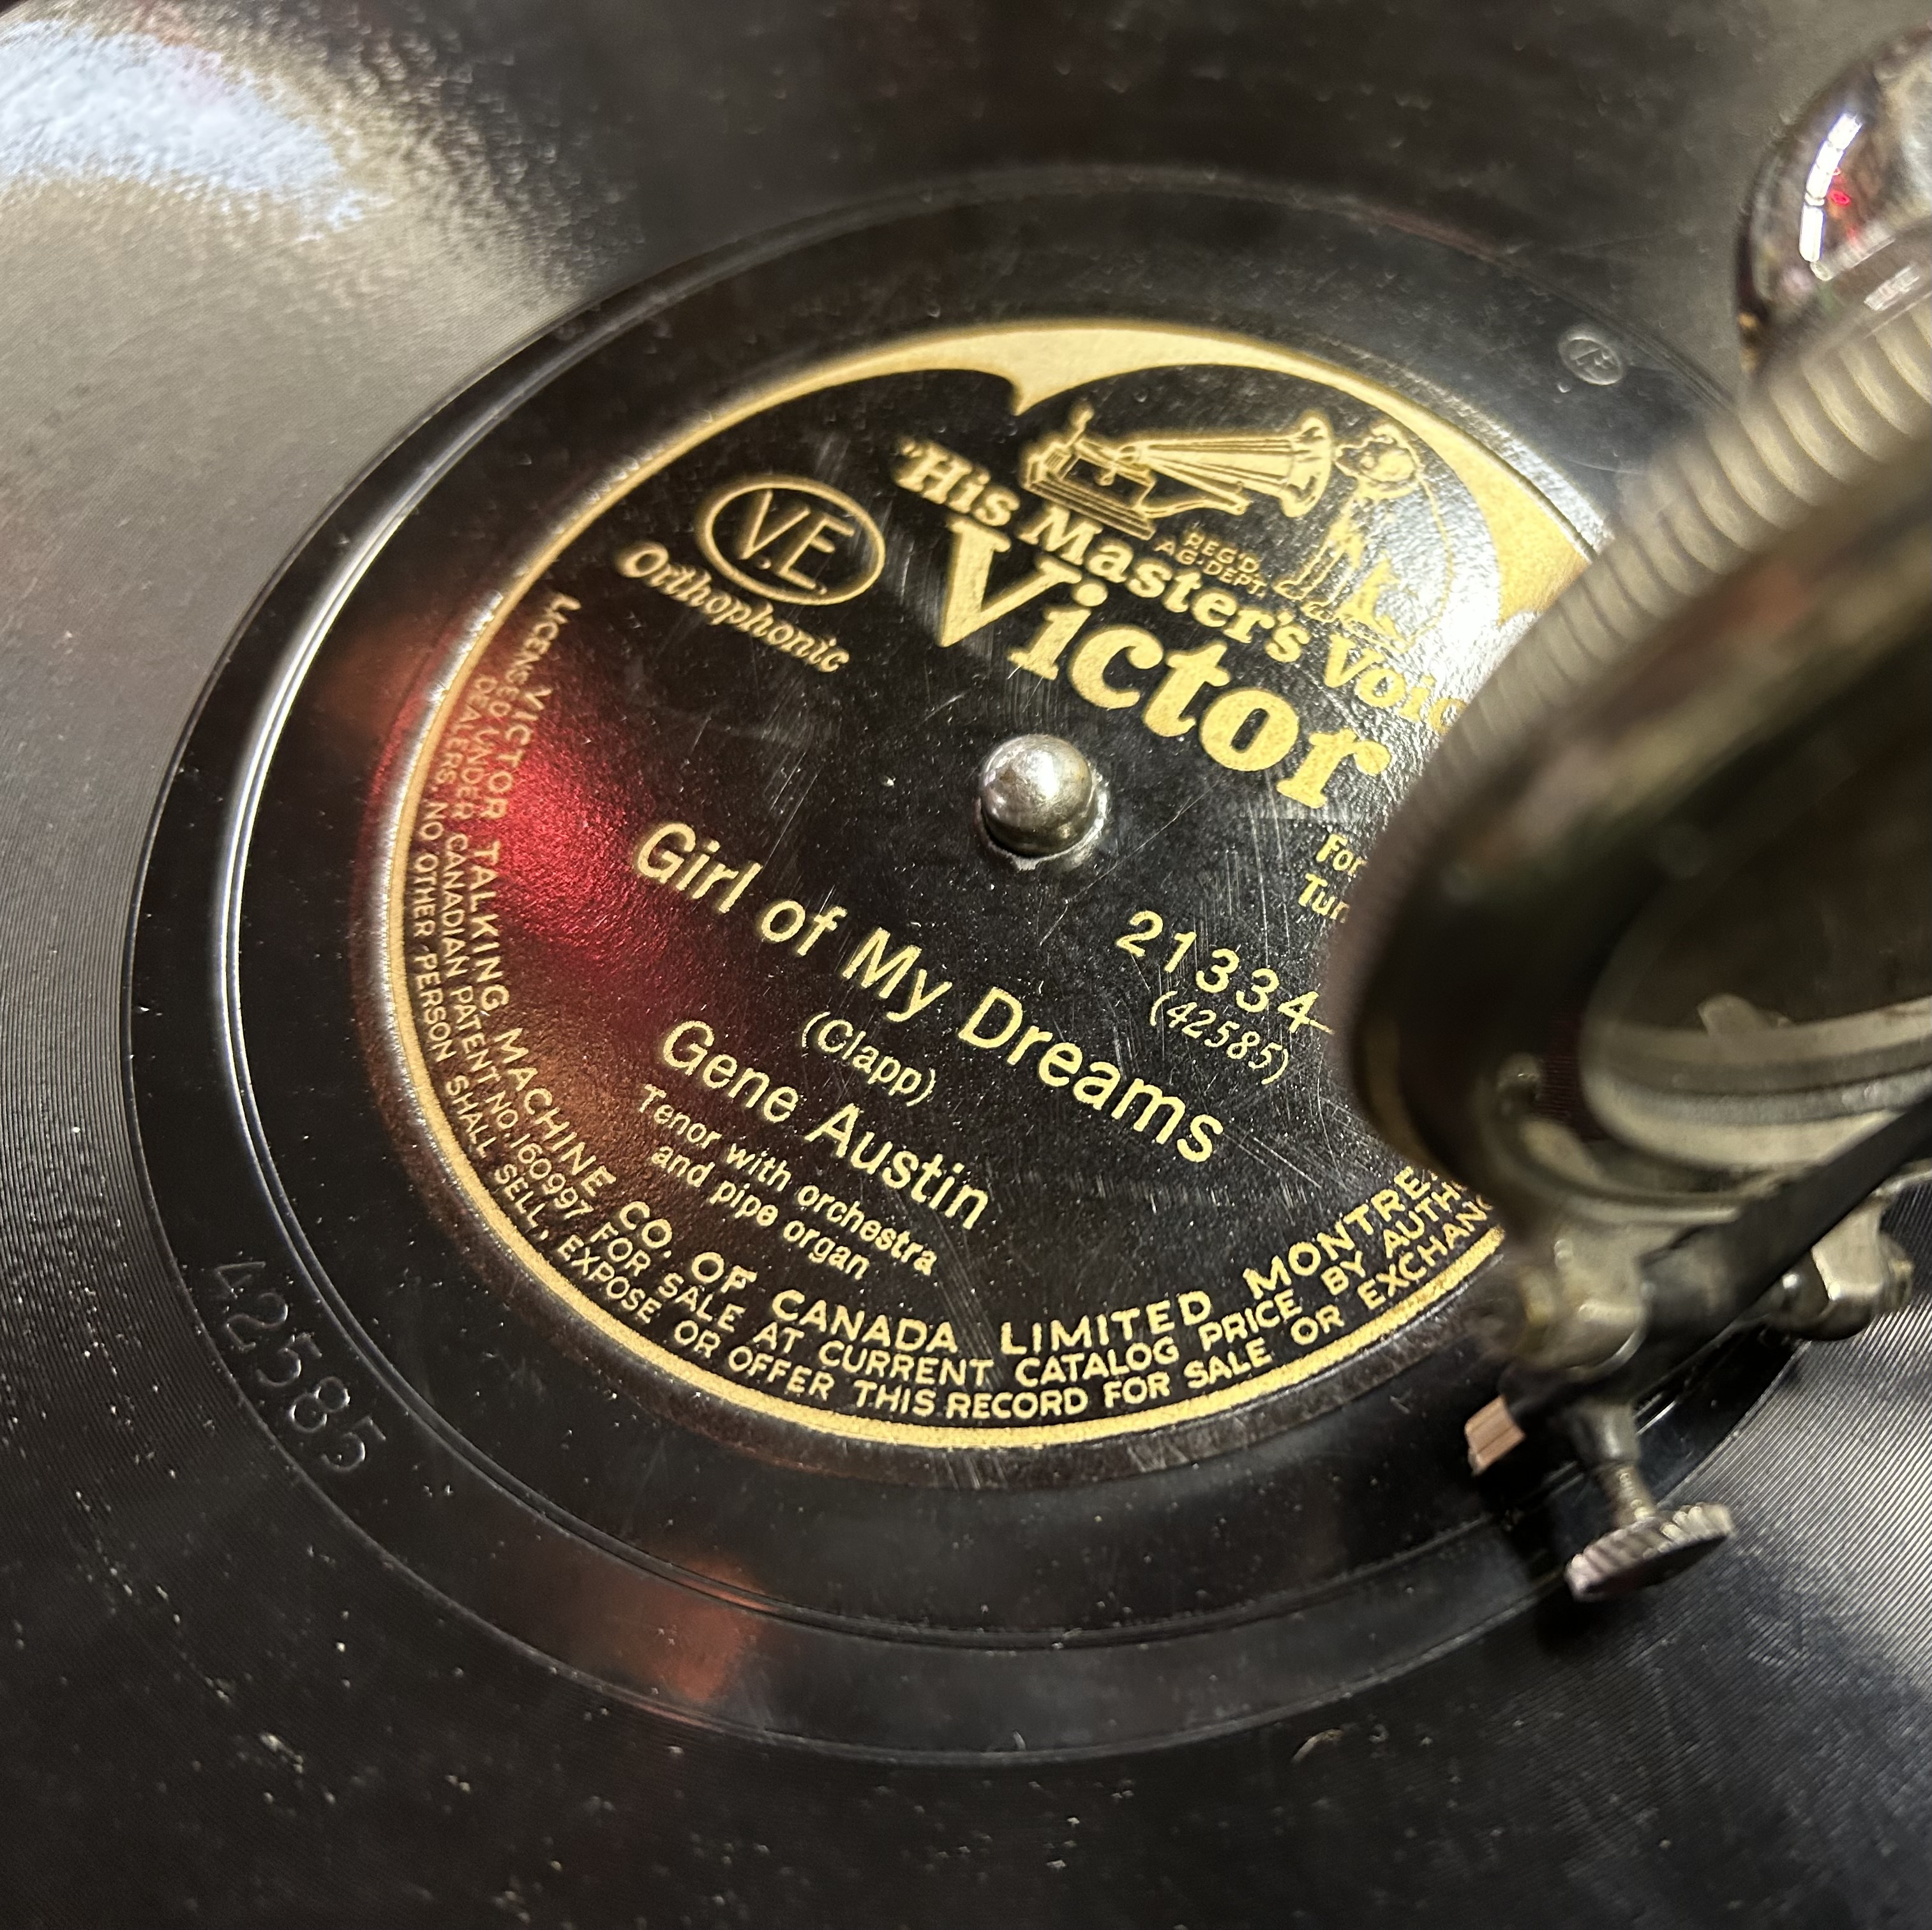 "His Master's Voic
REG'D.
AG. DEPT.
Victor
V.E.
Orthophonic
For
Tur
21334-
(42585)
Girl of My Dreams
(Clapp)
Gene Austin
Tenor with orchestra
and pipe organ
VICTOR TALKING MACHINE CO. OF CANADA LIMITED MONTRE
LICENSED UNDER CANADIAN PATENT NO. 160997 FOR SALE AT CURRENT CATALOG PRICE BY AUTH
DEALERS. NO OTHER PERSON SHALL SELL, EXPOSE OR OFFER THIS RECORD FOR SALE OR EXCHANG
42585